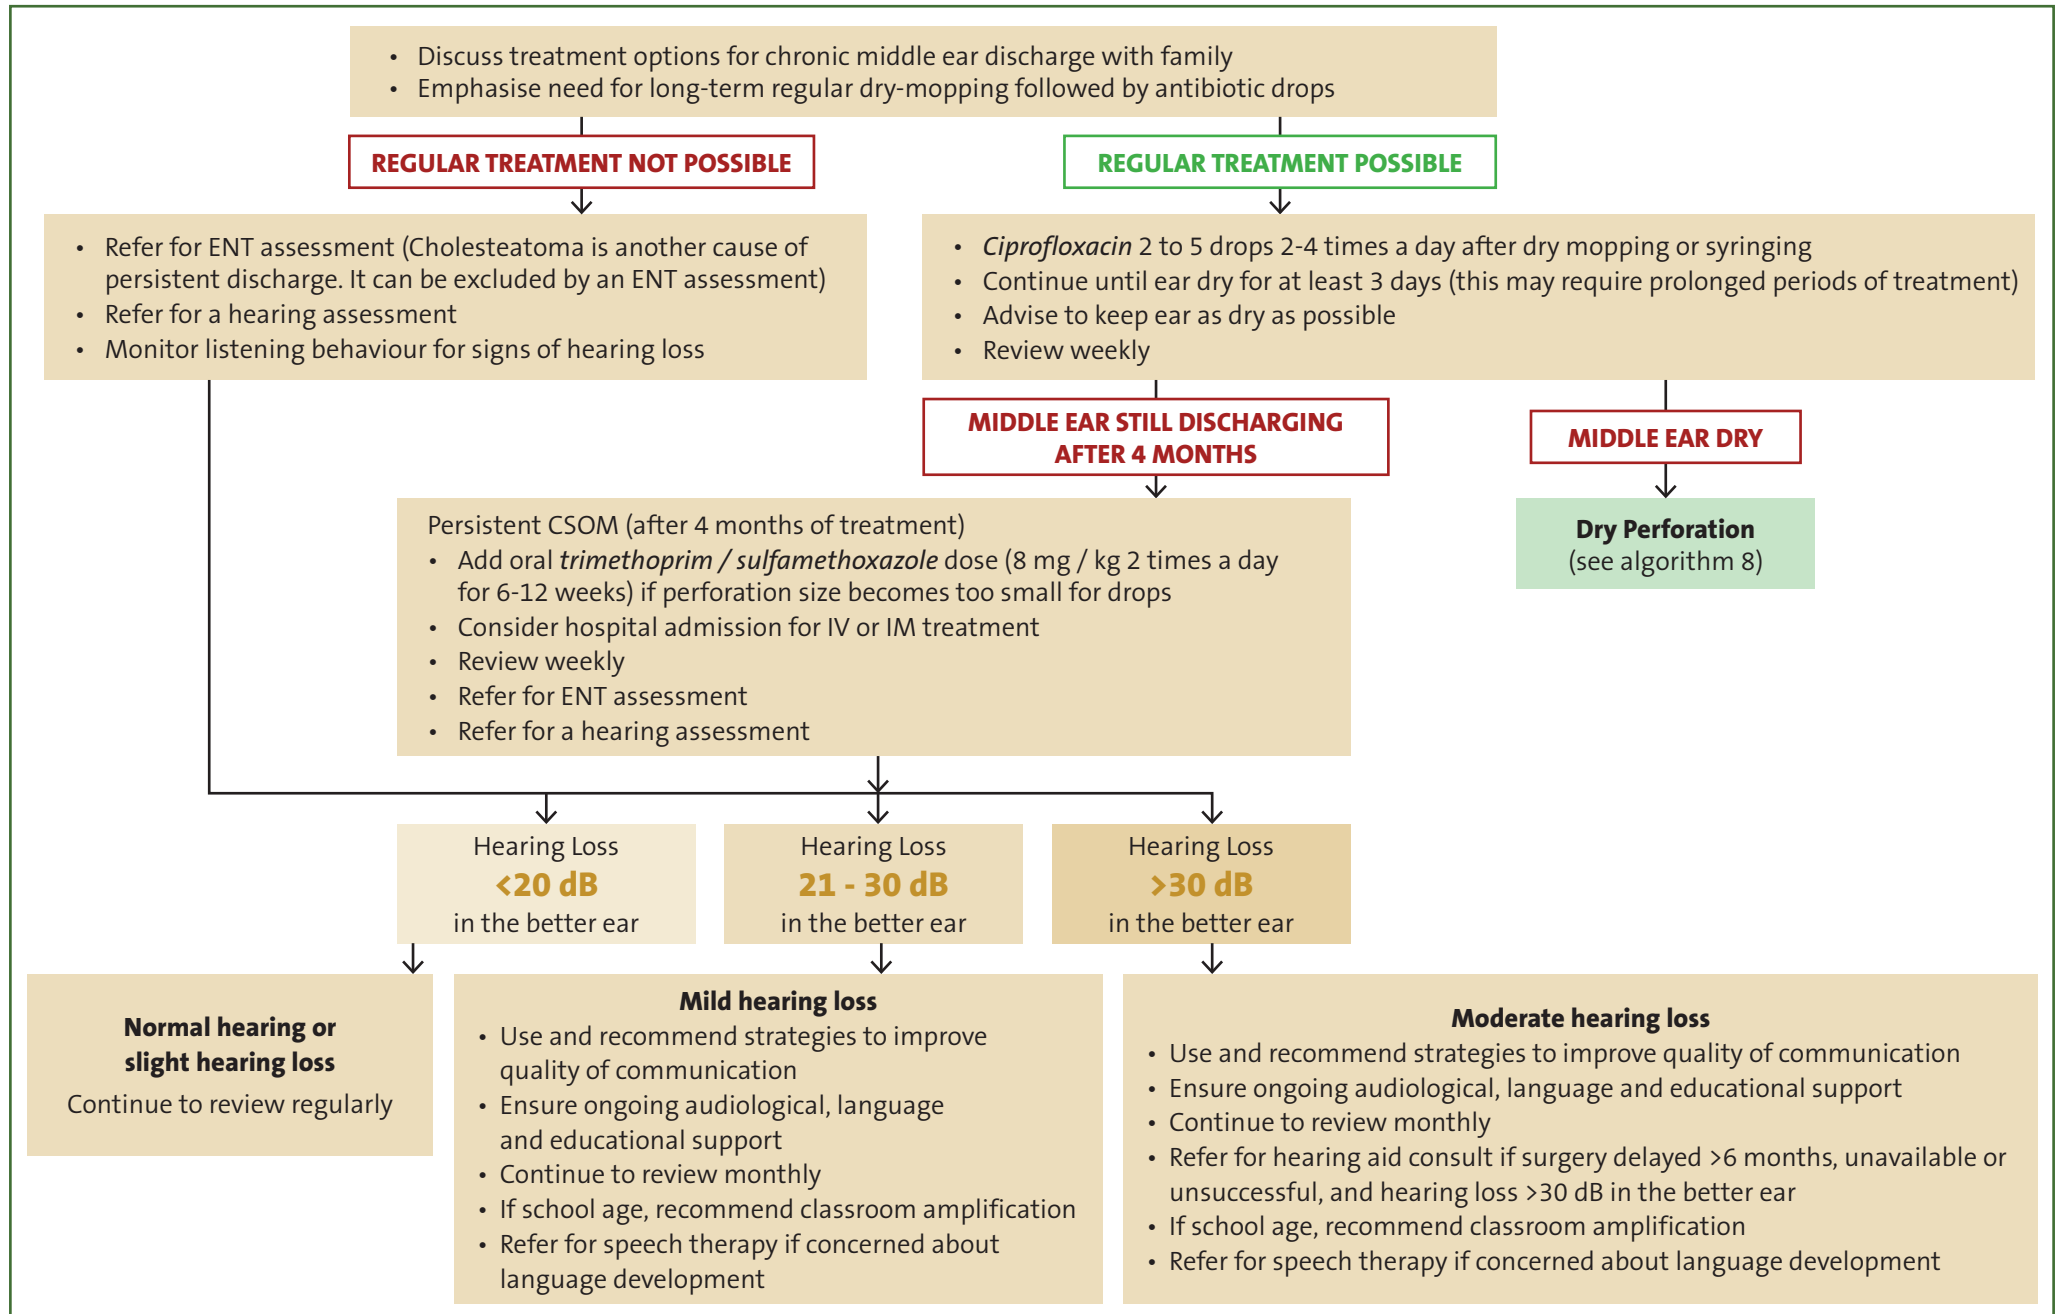 • Discuss treatment options for chronic middle ear discharge with family
• Emphasise need for long-term regular dry-mopping followed by antibiotic drops
REGULAR TREATMENT NOT POSSIBLE
REGULAR TREATMENT POSSIBLE
• Refer for ENT assessment (Cholesteatoma is another cause of
persistent discharge. It can be excluded by an ENT assessment)
• Refer for a hearing assessment
• Monitor listening behaviour for signs of hearing loss
• Ciprofloxacin 2 to 5 drops 2-4 times a day after dry mopping or syringing
• Continue until ear dry for at least 3 days (this may require prolonged periods of treatment)
• Advise to keep ear as dry as possible
• Review weekly
MIDDLE EAR STILL DISCHARGING
AFTER 4 MONTHS
MIDDLE EAR DRY
Persistent CSOM (after 4 months of treatment)
• Add oral trimethoprim / sulfamethoxazole dose (8 mg / kg 2 times a day
for 6-12 weeks) if perforation size becomes too small for drops
• Consider hospital admission for IV or IM treatment
• Review weekly
• Refer for ENT assessment
• Refer for a hearing assessment
Dry Perforation
(see algorithm 8)
Hearing Loss
<20 dB
in the better ear
Hearing Loss
21 - 30 dB
in the better ear
Hearing Loss
>30 dB
in the better ear
Normal hearing or
slight hearing loss
Continue to review regularly
Mild hearing loss
• Use and recommend strategies to improve
quality of communication
• Ensure ongoing audiological, language
and educational support
• Continue to review monthly
• If school age, recommend classroom amplification
• Refer for speech therapy if concerned about
language development
Moderate hearing loss
• Use and recommend strategies to improve quality of communication
• Ensure ongoing audiological, language and educational support
• Continue to review monthly
• Refer for hearing aid consult if surgery delayed >6 months, unavailable or
unsuccessful, and hearing loss >30 dB in the better ear
• If school age, recommend classroom amplification
• Refer for speech therapy if concerned about language development